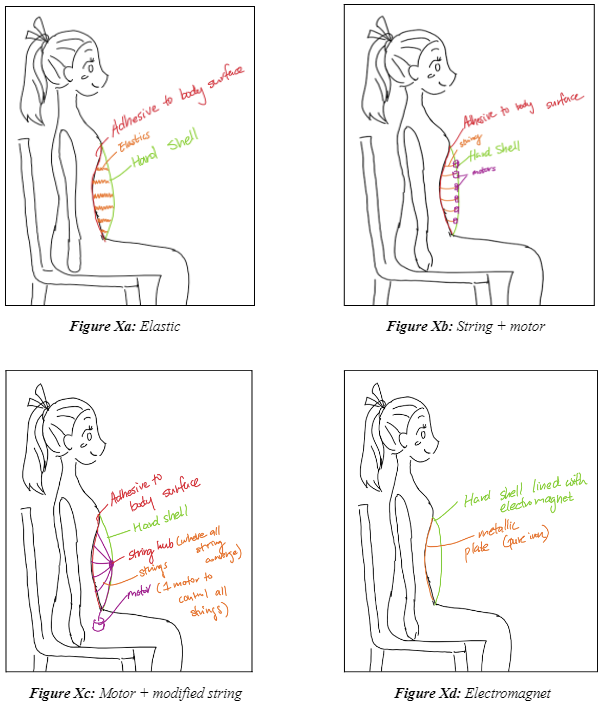 Adhesive to body surface
Elastics
Hard Shell
Figure Xa: Elastic
Adhesive to body surface
string
Hard shell
motors
Figure Xb: String + motor
Adhesive to
body surface
Hard shell
string hub (where all
string
converge)
strings
motor (1 motor to
control all
strings)
Figure Xc: Motor + modified string
Hard shell lined with
electromagnet
metallic
plate (pure iron)
Figure Xd: Electromagnet